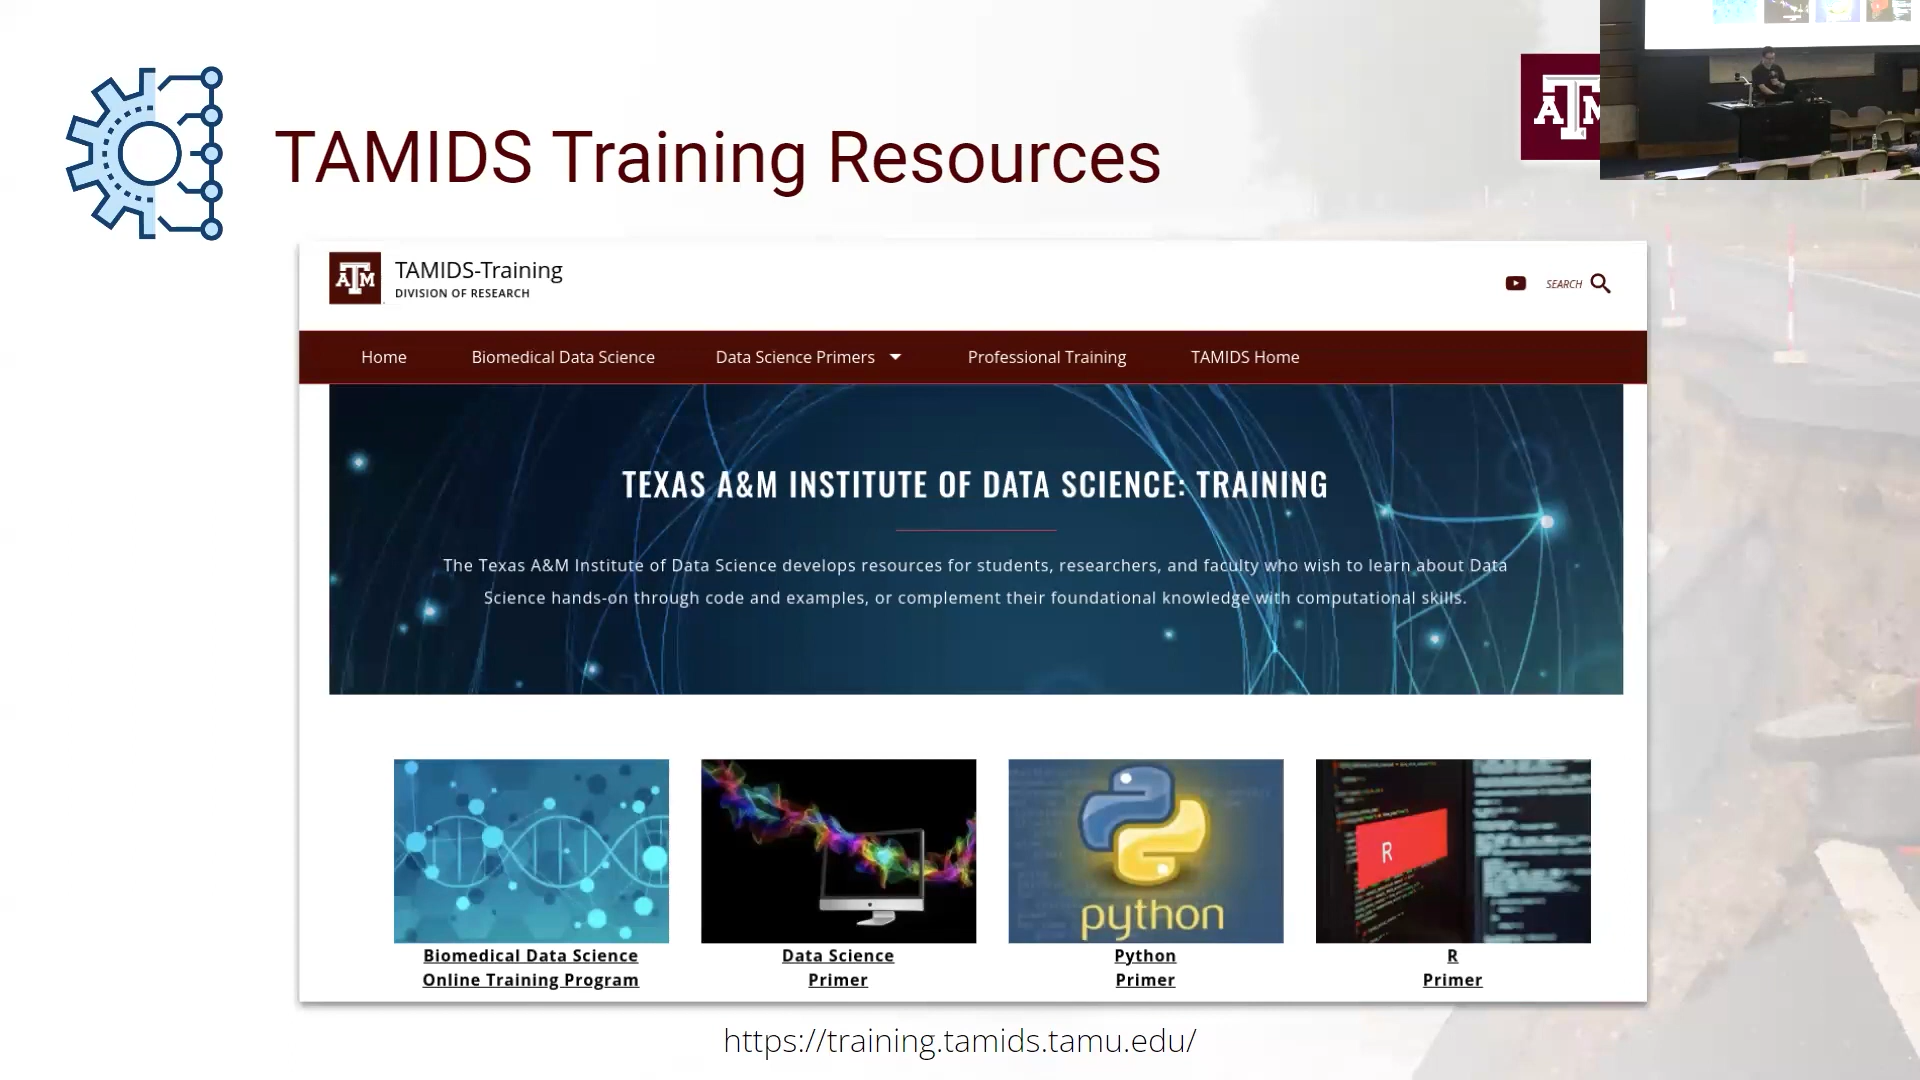 TAMIDS Training Resources
ATM
ATM
TAMIDS-Training
DIVISION OF RESEARCH
SEARCH
Home
Biomedical Data Science
Data Science Primers
Professional Training
TAMIDS Home
TEXAS A&M INSTITUTE OF DATA SCIENCE: TRAINING
The Texas A&M Institute of Data Science develops resources for students, researchers, and faculty who wish to learn about Data
Science hands-on through code and examples, or complement their foundational knowledge with computational skills.
python
R
Biomedical Data Science
Online Training Program
Data Science
Primer
Python
Primer
R
Primer
https://training.tamids.tamu.edu/